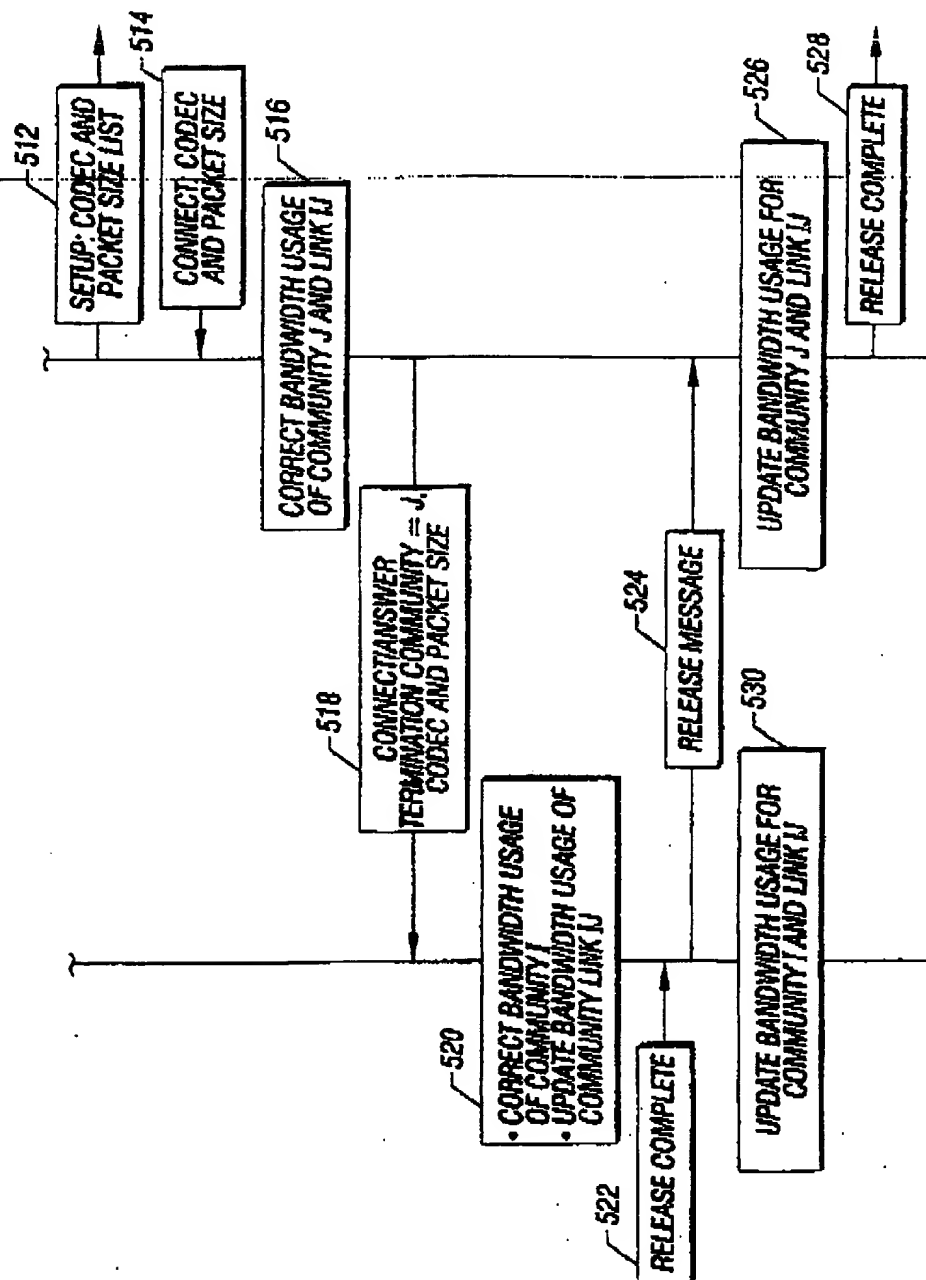 512
SETUP: CODEC AND
PACKET SIZE LIST
514
CONNECT: CODEC
AND PACKET SIZE
516
CORRECT BANDWIDTH USAGE
OF COMMUNITY J AND LINK IJ
518
CONNECT/ANSWER
TERMINATION COMMUNITY = J,
CODEC AND PACKET SIZE
520
• CORRECT BANDWIDTH USAGE
OF COMMUNITY I
• UPDATE BANDWIDTH USAGE OF
COMMUNITY LINK IJ
522
RELEASE COMPLETE
524
RELEASE MESSAGE
526
UPDATE BANDWIDTH USAGE FOR
COMMUNITY J AND LINK IJ
528
RELEASE COMPLETE
530
UPDATE BANDWIDTH USAGE FOR
COMMUNITY I AND LINK IJ